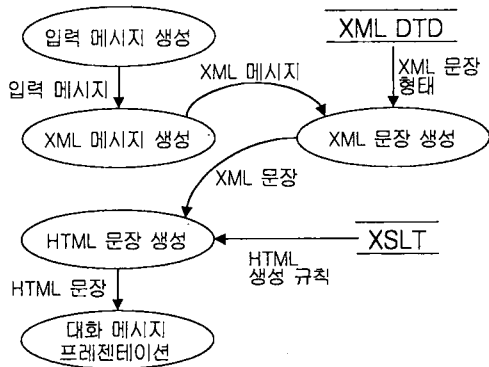 입력 메시지 생성
XML DTD
입력 메시지
XML 메시지
XML 문장
형태
XML 메시지 생성
XML 문장 생성
XML 문장
HTML 문장 생성
XSLT
HTML
생성 규칙
HTML 문장
대화 메시지
프레젠테이션